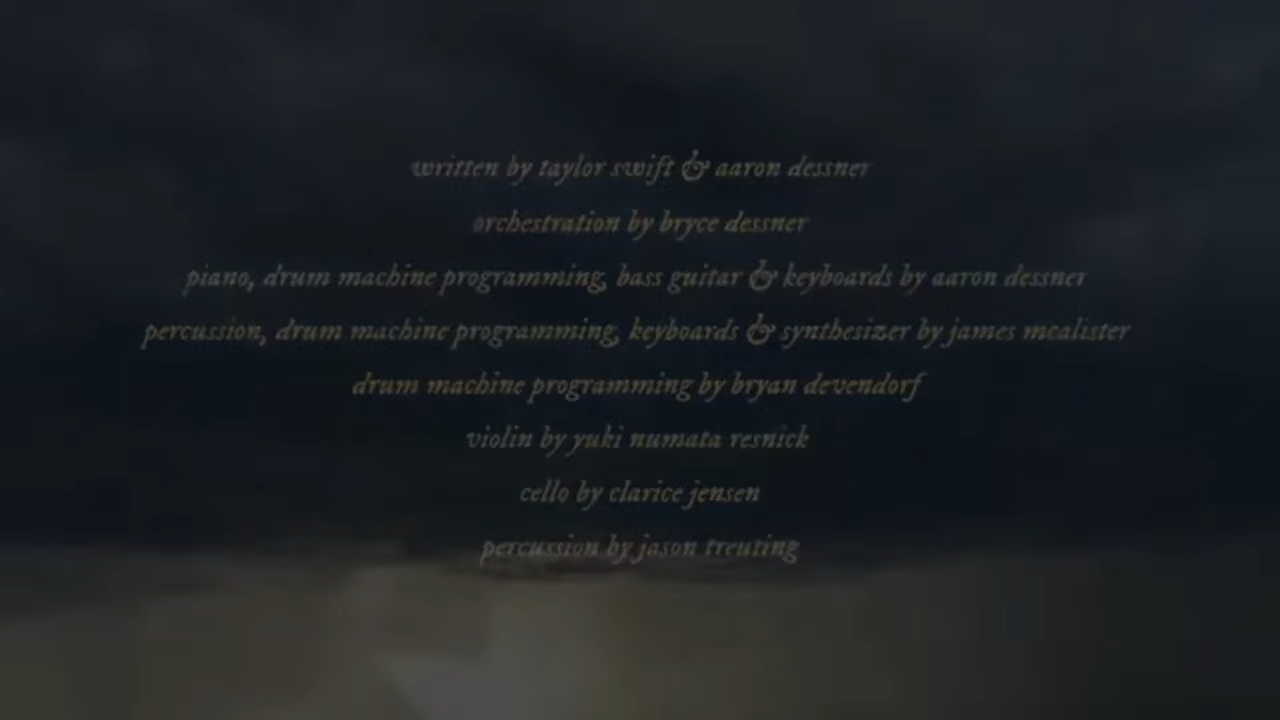 written by taylor swift & aaron dessner
orchestration by bryce dessner
piano, drum machine programming, bass guitar & keyboards by aaron dessner
percussion, drum machine programming, keyboards & synthesizer by james mcalister
drum machine programming by bryan devendorf
violin by yuki numata resnick
cello by clarice jensen
percussion by jason treuting